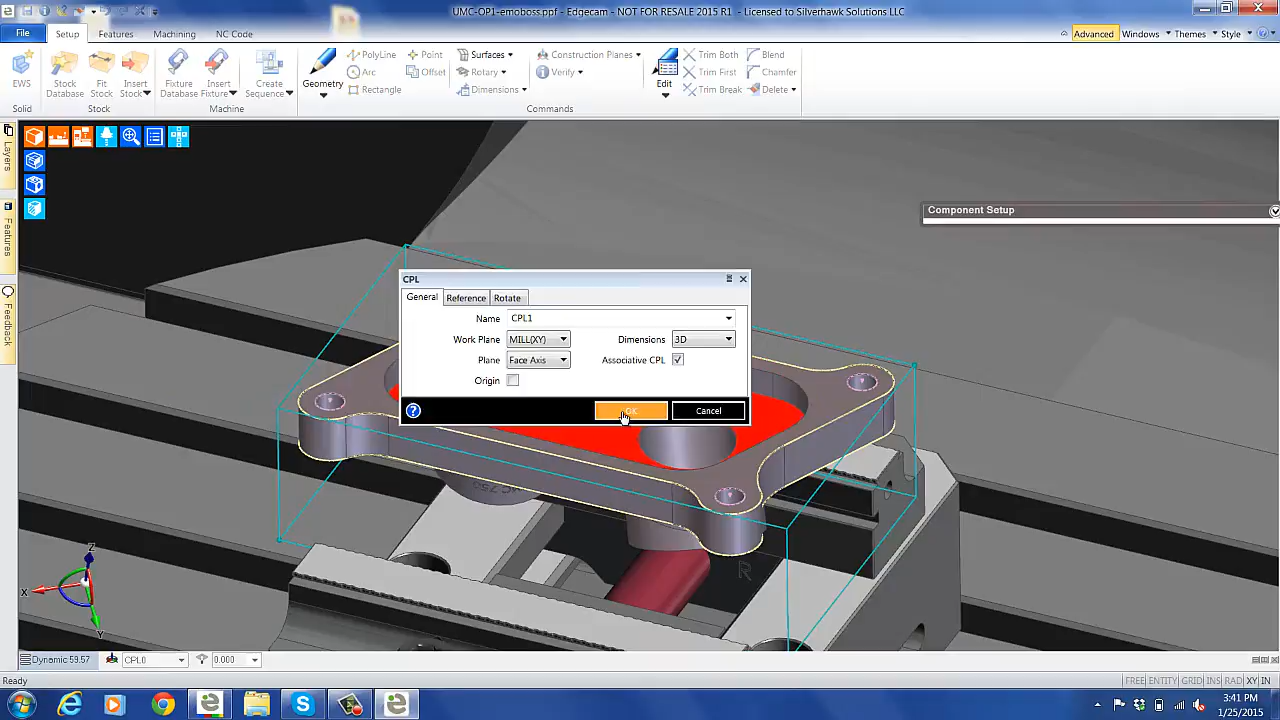 UMC-OP1-emoboss.ppf - Edgecam - NOT FOR RESALE 2015 R1 - Licensed to Silverhawk Solutions LLC
File Setup Features Machining NC Code Advanced Windows Themes Style
EWS
Stock Database
Fit Stock
Insert Stock
Fixture Database
Insert Fixture
Create Sequence
Geometry
PolyLine
Point
Arc
Offset
Rectangle
Surfaces
Rotary
Dimensions
Construction Planes
Verify
Edit
Trim Both
Blend
Trim First
Chamfer
Trim Break
Delete
Solid Stock Machine Commands
Layers
Features
Feedback
Component Setup
CPL
General Reference Rotate
Name CPL1
Work Plane MILL(XY) Dimensions 3D
Plane Face Axis Associative CPL
Origin
OK Cancel
R
Z
X
Y
Dynamic 59.57 CPL0 0.000
Ready FREE ENTITY GRID INS RAD XY IN
3:41 PM
1/25/2015